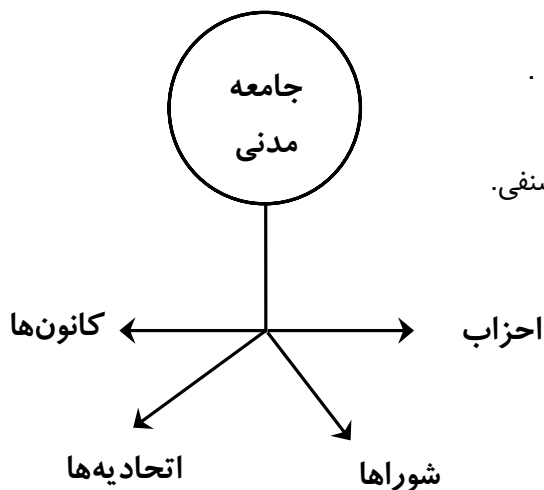 جامعه
مدنی
.
احزاب
کانون‌ها
شوراها
اتحادیه‌ها